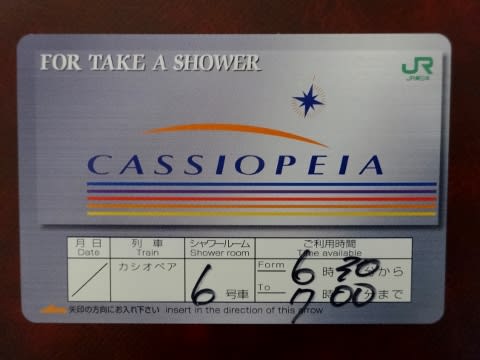 FOR TAKE A SHOWER
JR
JR東日本
CASSIOPEIA
月日 列車 シャワールーム ご利用時間
Date Train Shower room Time available
カシオペア 6 号車
Form 6 時 30 分から
To 7 時 00 分まで
矢印の方向にお入れ下さい insert in the direction of this arrow